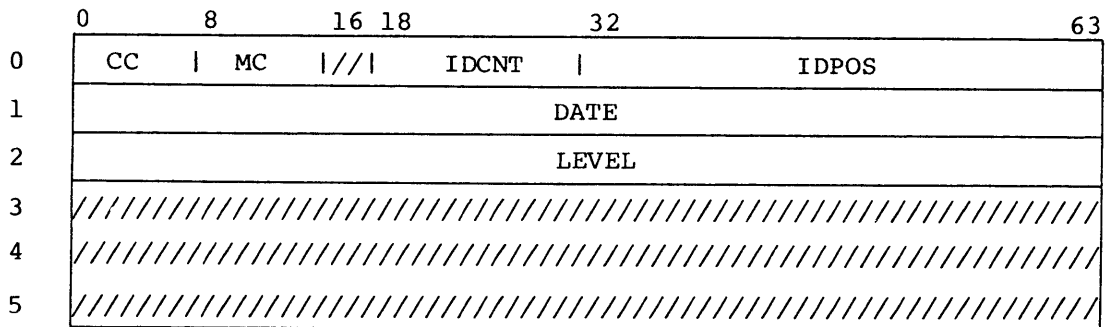 0 8 16 18 32 63
0 CC | MC |//| IDCNT | IDPOS
1 DATE
2 LEVEL
3 ///////////////////////////////////////////////////////
4 ///////////////////////////////////////////////////////
5 ///////////////////////////////////////////////////////